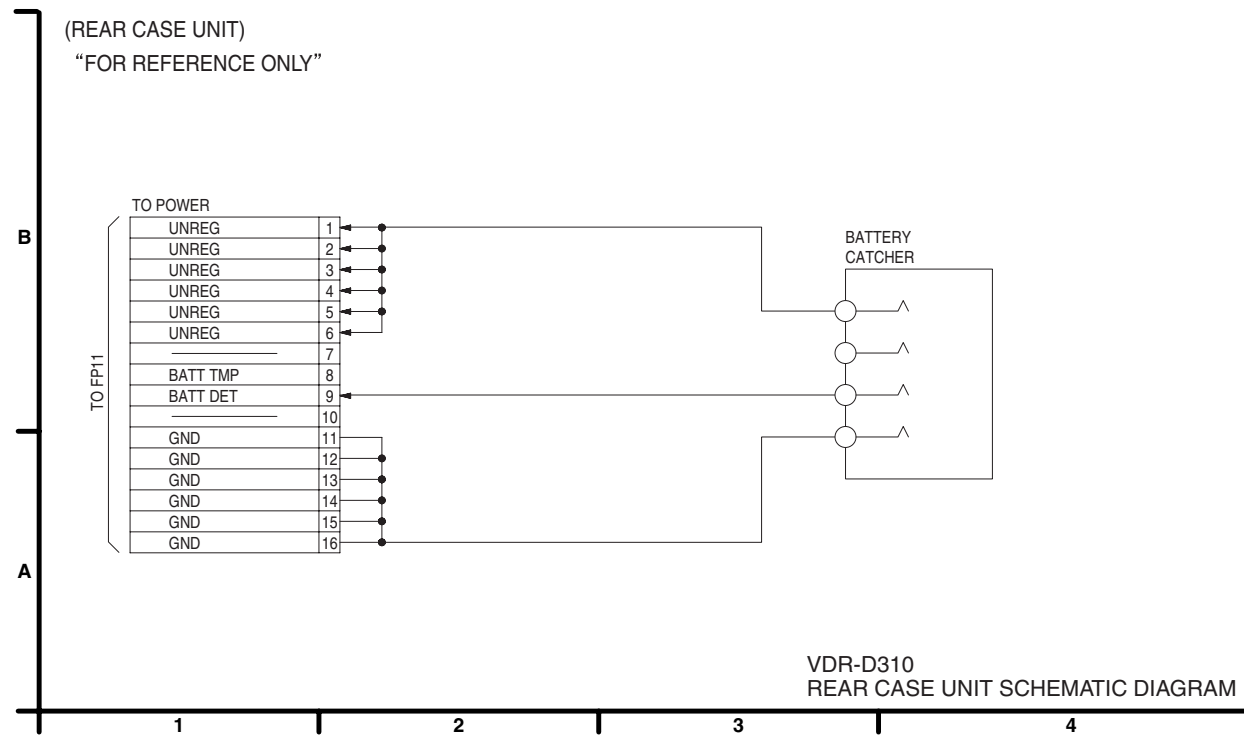 (REAR CASE UNIT)
“FOR REFERENCE ONLY”
TO POWER
UNREG 1
UNREG 2
UNREG 3
UNREG 4
UNREG 5
UNREG 6
7
BATT TMP 8
BATT DET 9
10
GND 11
GND 12
GND 13
GND 14
GND 15
GND 16
TO FP11
BATTERY
CATCHER
B
A
VDR-D310
REAR CASE UNIT SCHEMATIC DIAGRAM
1 2 3 4